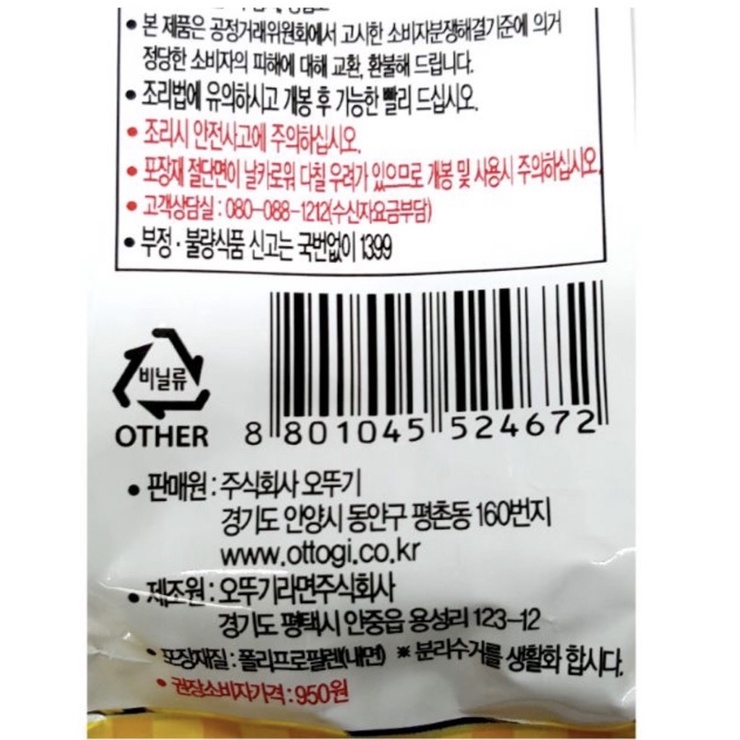 • 본 제품은 공정거래위원회에서 고시한 소비자분쟁해결기준에 의거
정당한 소비자의 피해에 대해 교환, 환불해 드립니다.
• 조리법에 유의하시고 개봉 후 가능한 빨리 드십시오.
• 조리시 안전사고에 주의하십시오.
• 포장재 절단면이 날카로워 다칠 우려가 있으므로 개봉 및 사용시 주의하십시오.
• 고객상담실 : 080-088-1212(수신자요금부담)
• 부정 · 불량식품 신고는 국번없이 1399
비닐류
OTHER
8 801045 524672
• 판매원 : 주식회사 오뚜기
경기도 안양시 동안구 평촌동 160번지
www.ottogi.co.kr
• 제조원 : 오뚜기라면주식회사
경기도 평택시 안중읍 용성리 123-12
• 포장재질 : 폴리프로필렌(내면) ※ 분리수거를 생활화 합시다.
• 권장소비자가격 : 950원